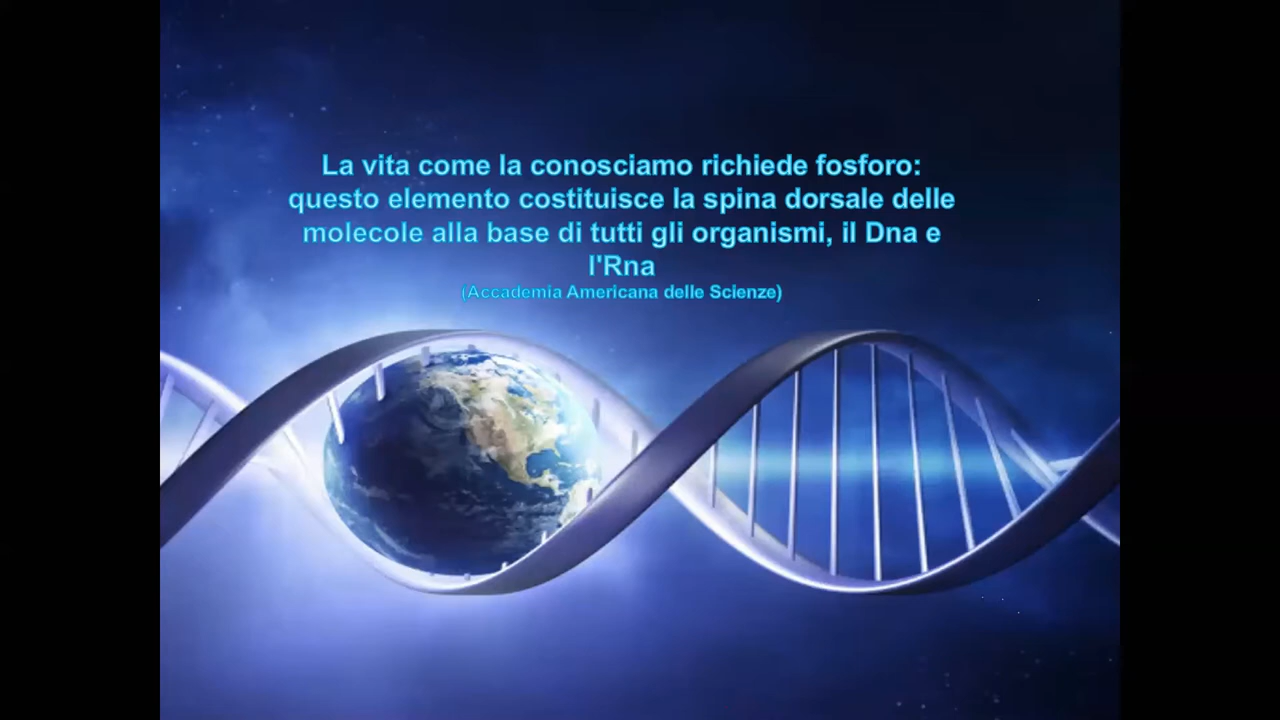 La vita come la conosciamo richiede fosforo:
questo elemento costituisce la spina dorsale delle
molecole alla base di tutti gli organismi, il Dna e
l'Rna
(Accademia Americana delle Scienze)